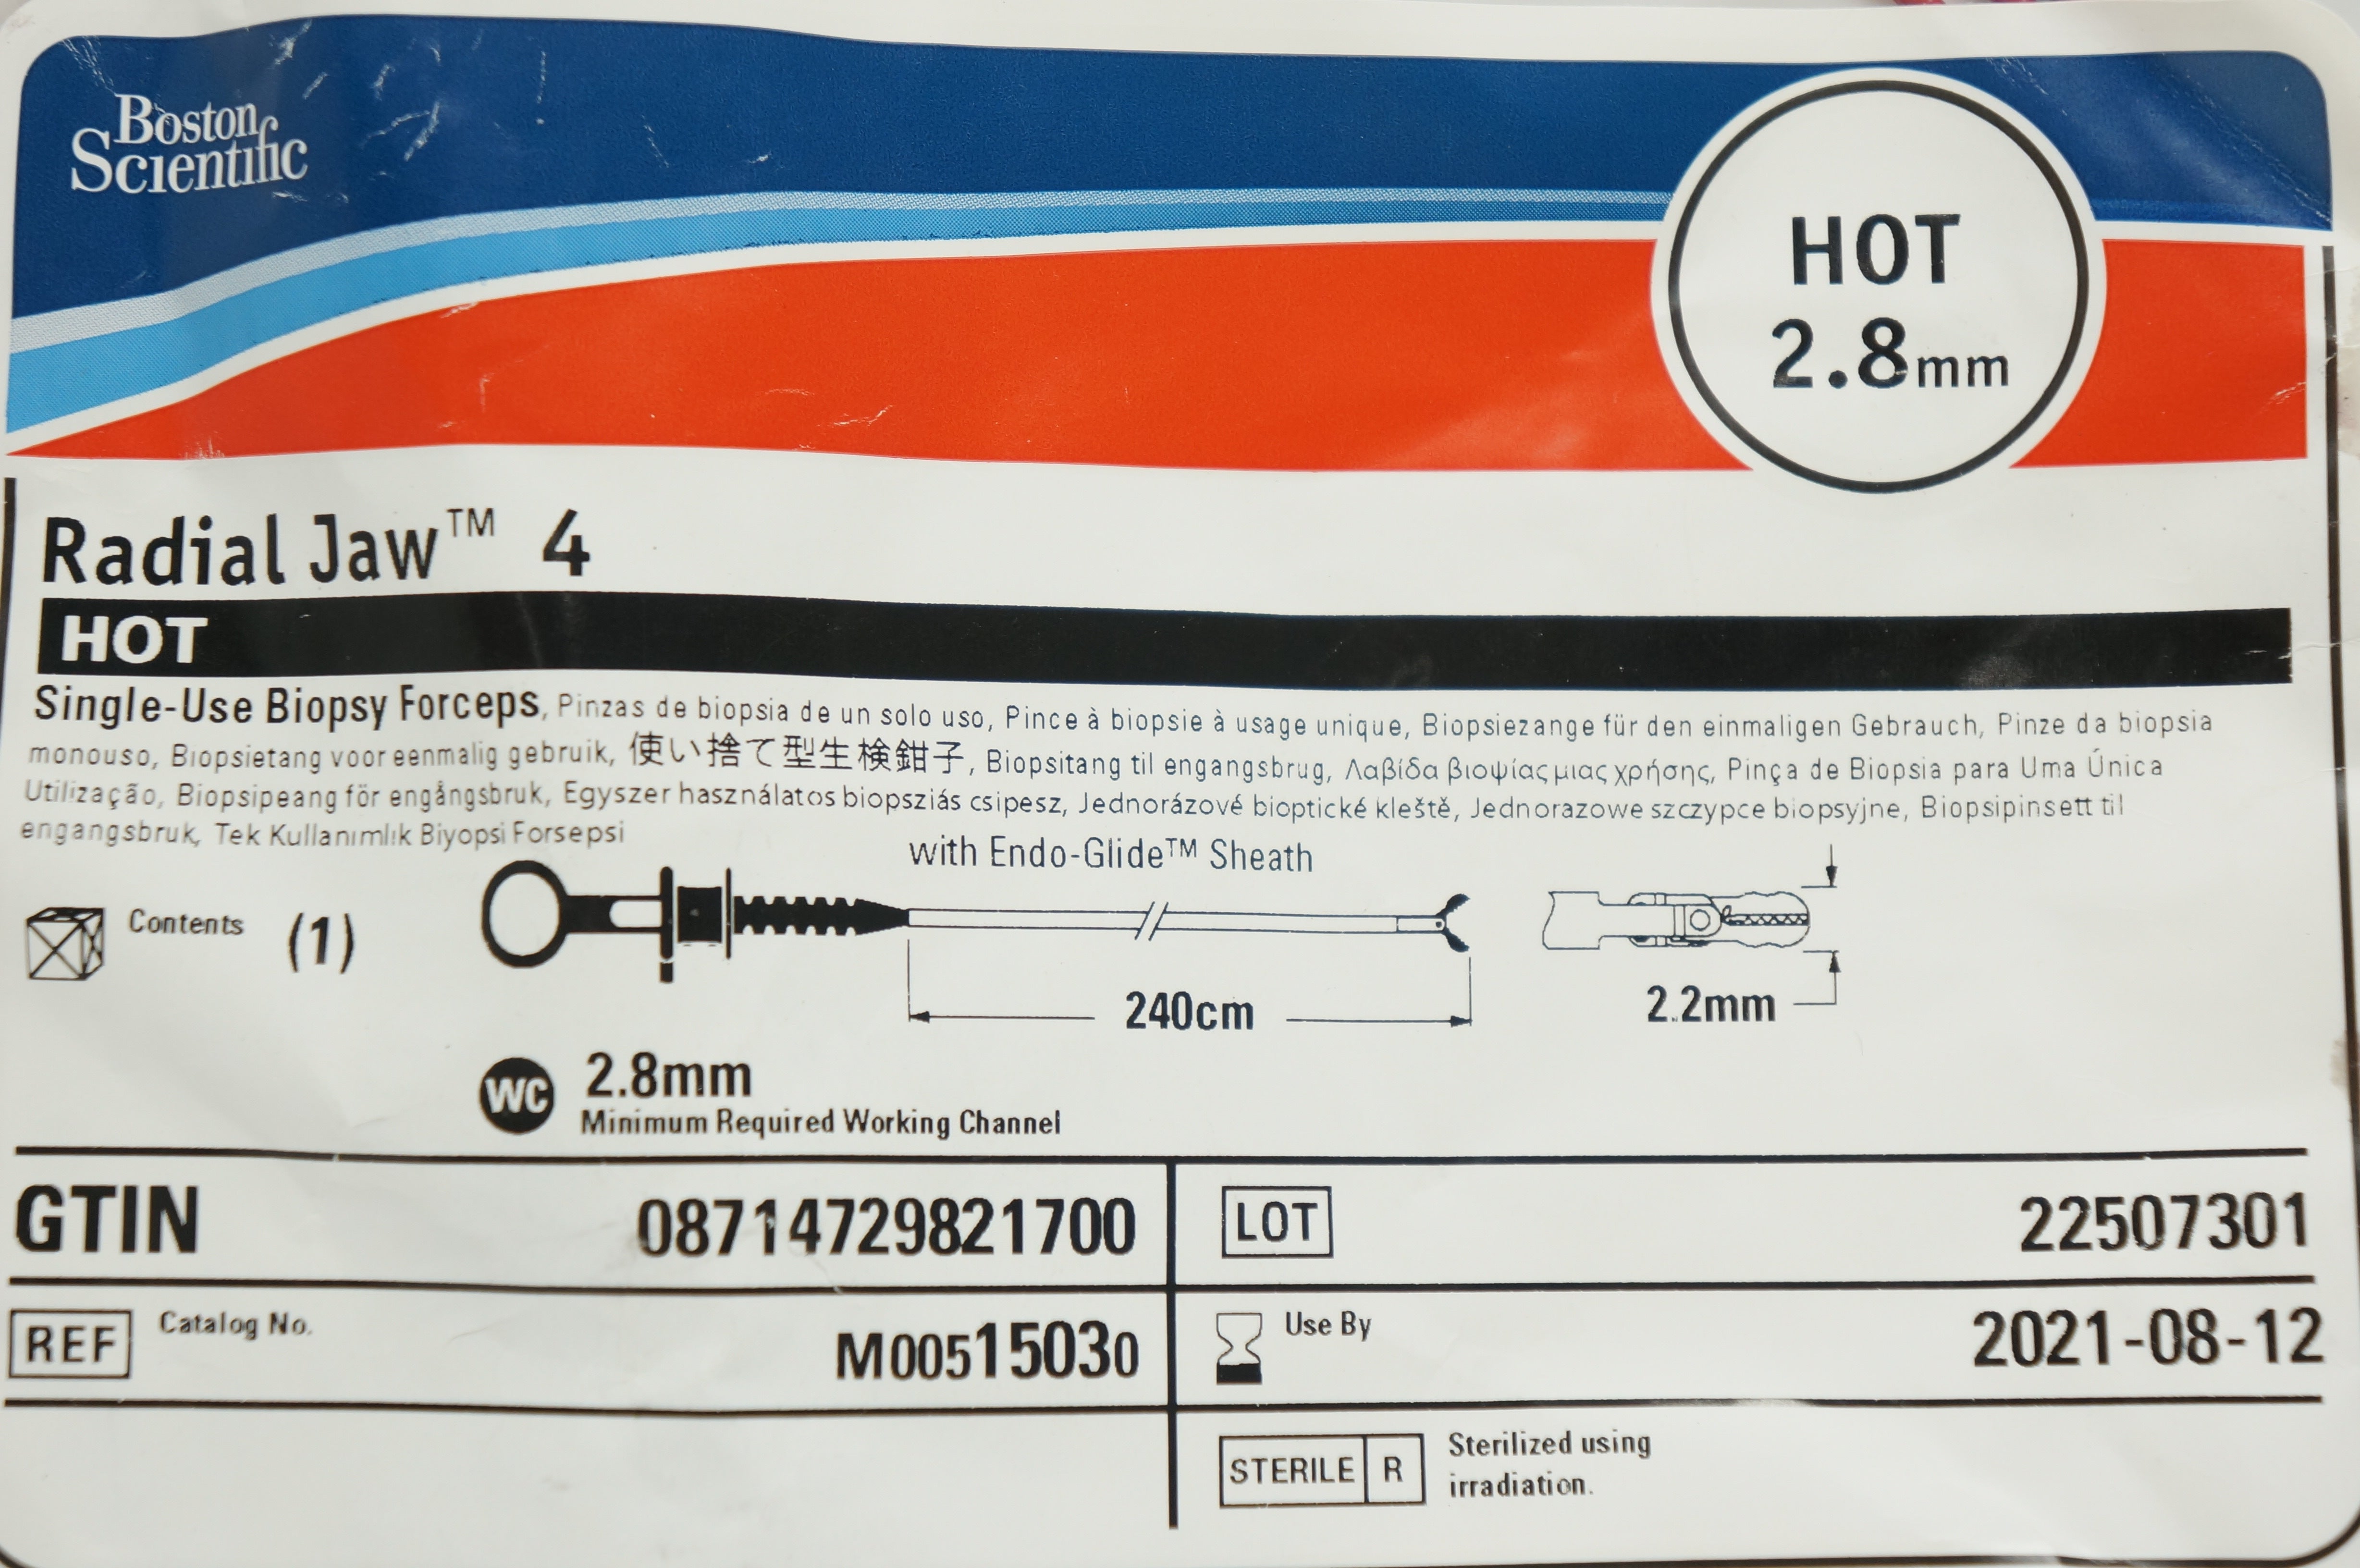 Boston
Scientific
HOT
2.8mm
Radial Jaw™ 4
HOT
Single-Use Biopsy Forceps, Pinzas de biopsia de un solo uso, Pince à biopsie à usage unique, Biopsiezange für den einmaligen Gebrauch, Pinze da biopsia
monouso, Biopsietang voor eenmalig gebruik, 使い捨て型生検鉗子, Biopsitang til engangsbrug, Λαβίδα βιοψίας μιας χρήσης, Pinça de Biopsia para Uma Única
Utilização, Biopsipeang för engångsbruk, Egyszer használatos biopsziás csipesz, Jednorázové bioptické kleště, Jednorazowe szczypce biopsyjne, Biopsipinsett til
engangsbruk, Tek Kullanımlık Biyopsi Forsepsi
with Endo-Glide™ Sheath
Contents (1)
240cm
2.2mm
WC 2.8mm
Minimum Required Working Channel
GTIN 08714729821700
LOT 22507301
REF Catalog No. M00515030
Use By 2021-08-12
STERILE R Sterilized using
irradiation.